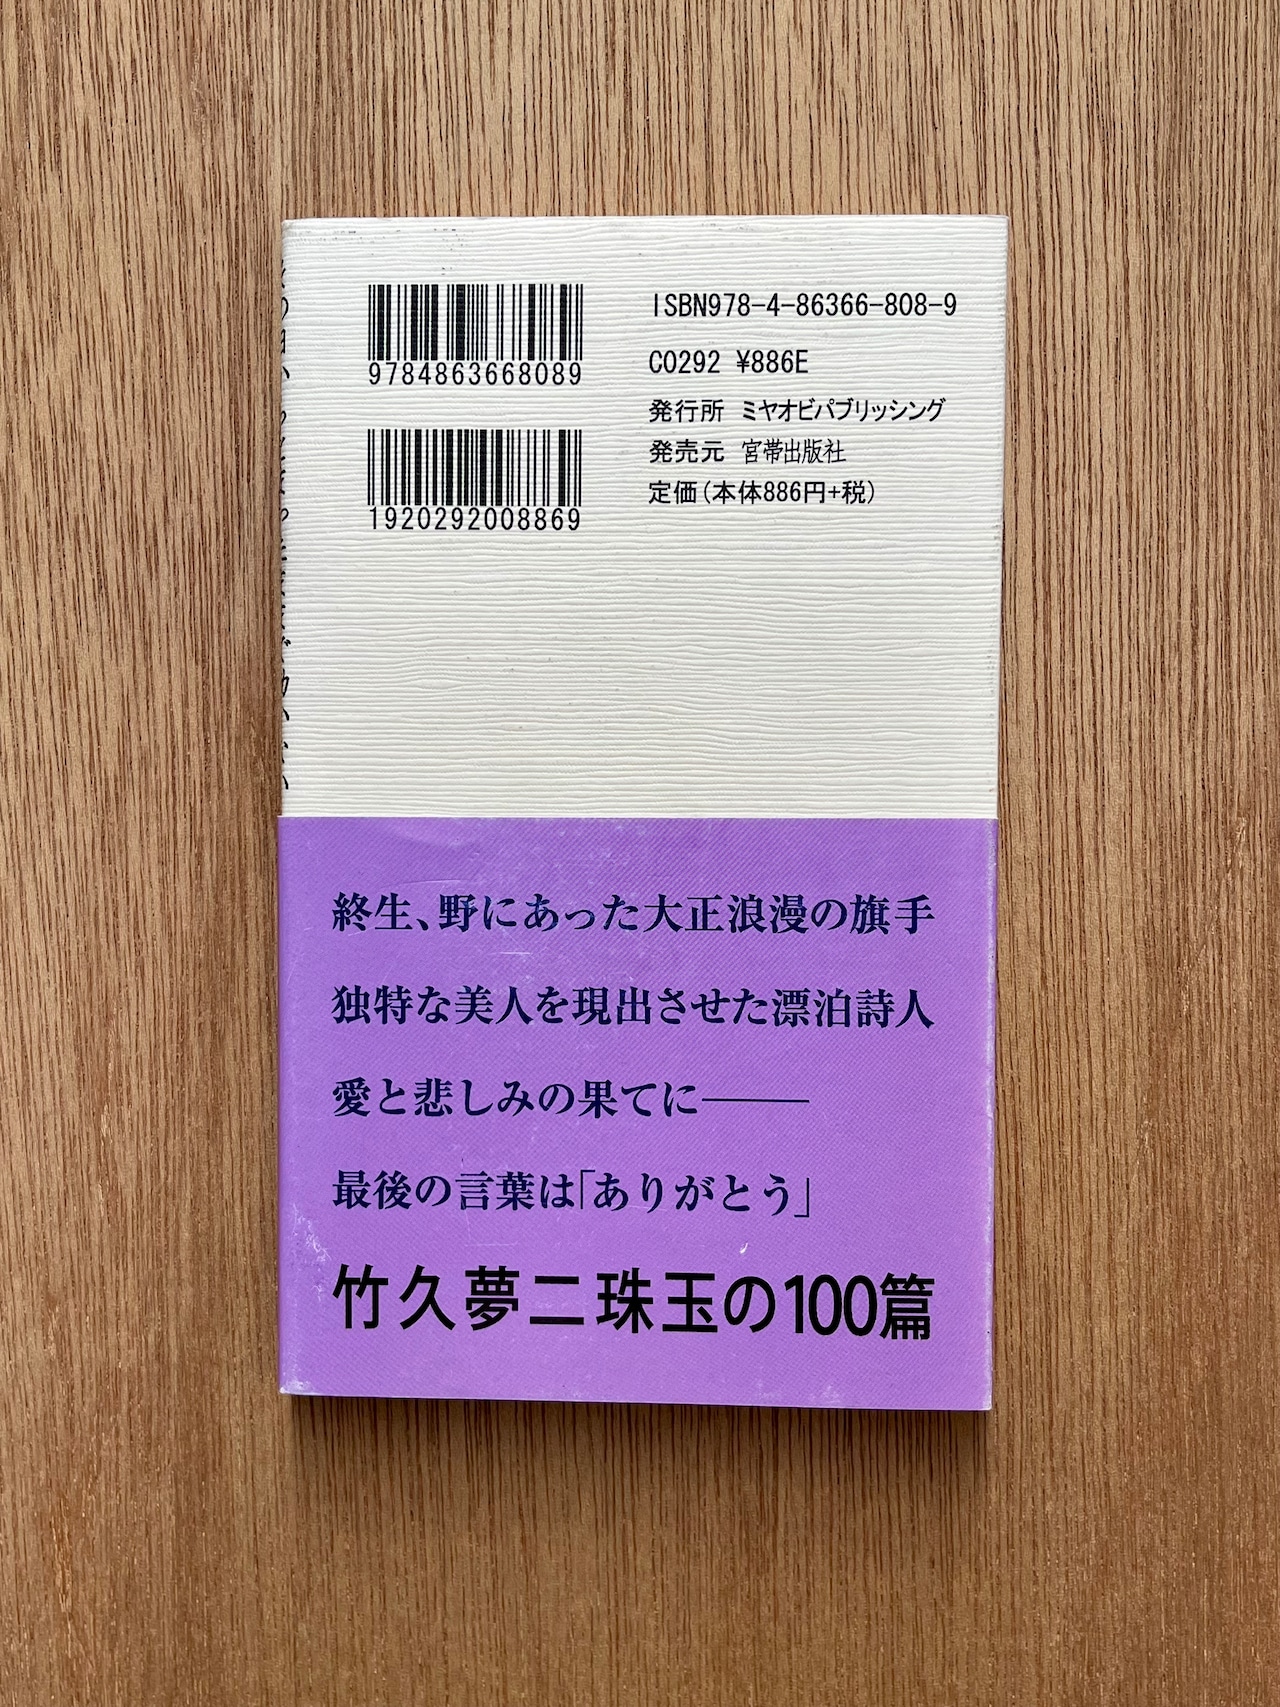 9784863668089
1920292008869
ISBN978-4-86366-808-9
C0292 ¥886E
発行所 ミヤオビパブリッシング
発売元 宮帯出版社
定価(本体886円+税)
終生、野にあった大正浪漫の旗手
独特な美人を現出させた漂泊詩人
愛と悲しみの果てに——
最後の言葉は「ありがとう」
竹久夢二珠玉の100篇